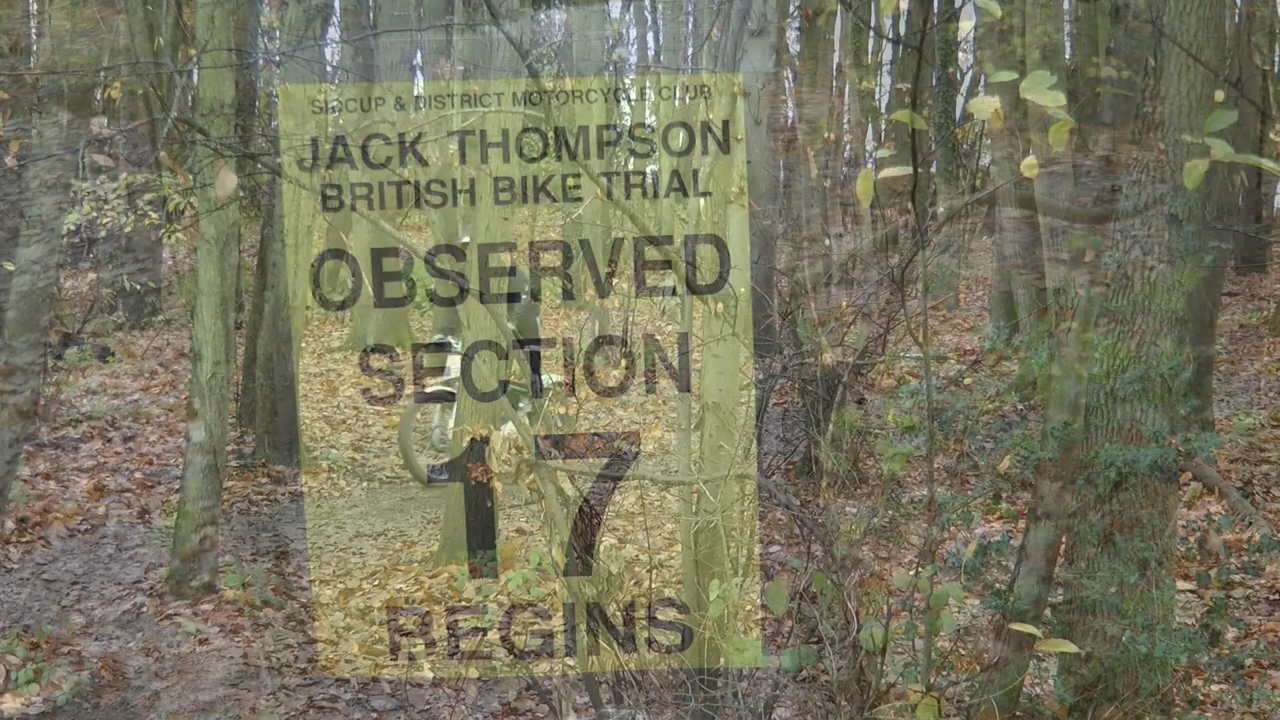 SIDCUP & DISTRICT MOTORCYCLE CLUB
JACK THOMPSON
BRITISH BIKE TRIAL
OBSERVED
SECTION
17
BEGINS